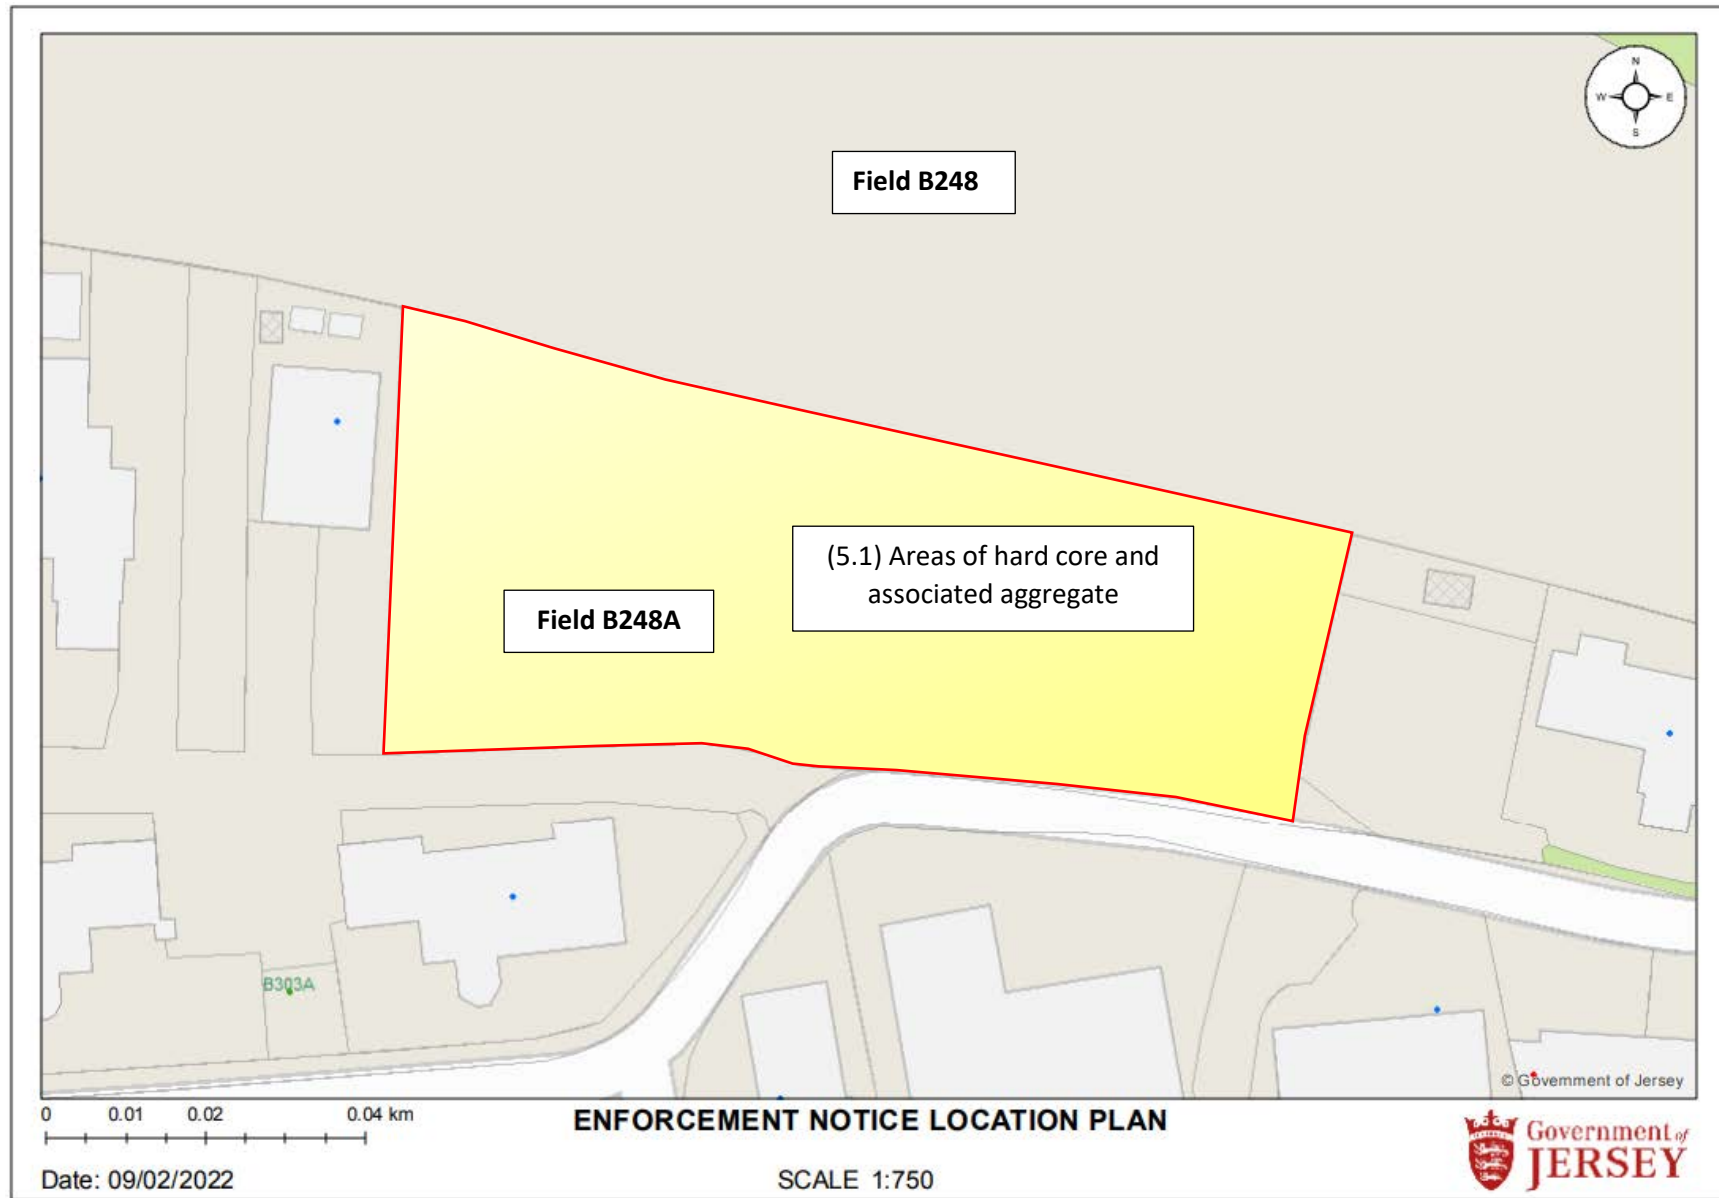 N
W E
S
Field B248
(5.1) Areas of hard core and
associated aggregate
Field B248A
B303A
© Government of Jersey
0 0.01 0.02 0.04 km
ENFORCEMENT NOTICE LOCATION PLAN
Date: 09/02/2022
SCALE 1:750
Government of
JERSEY